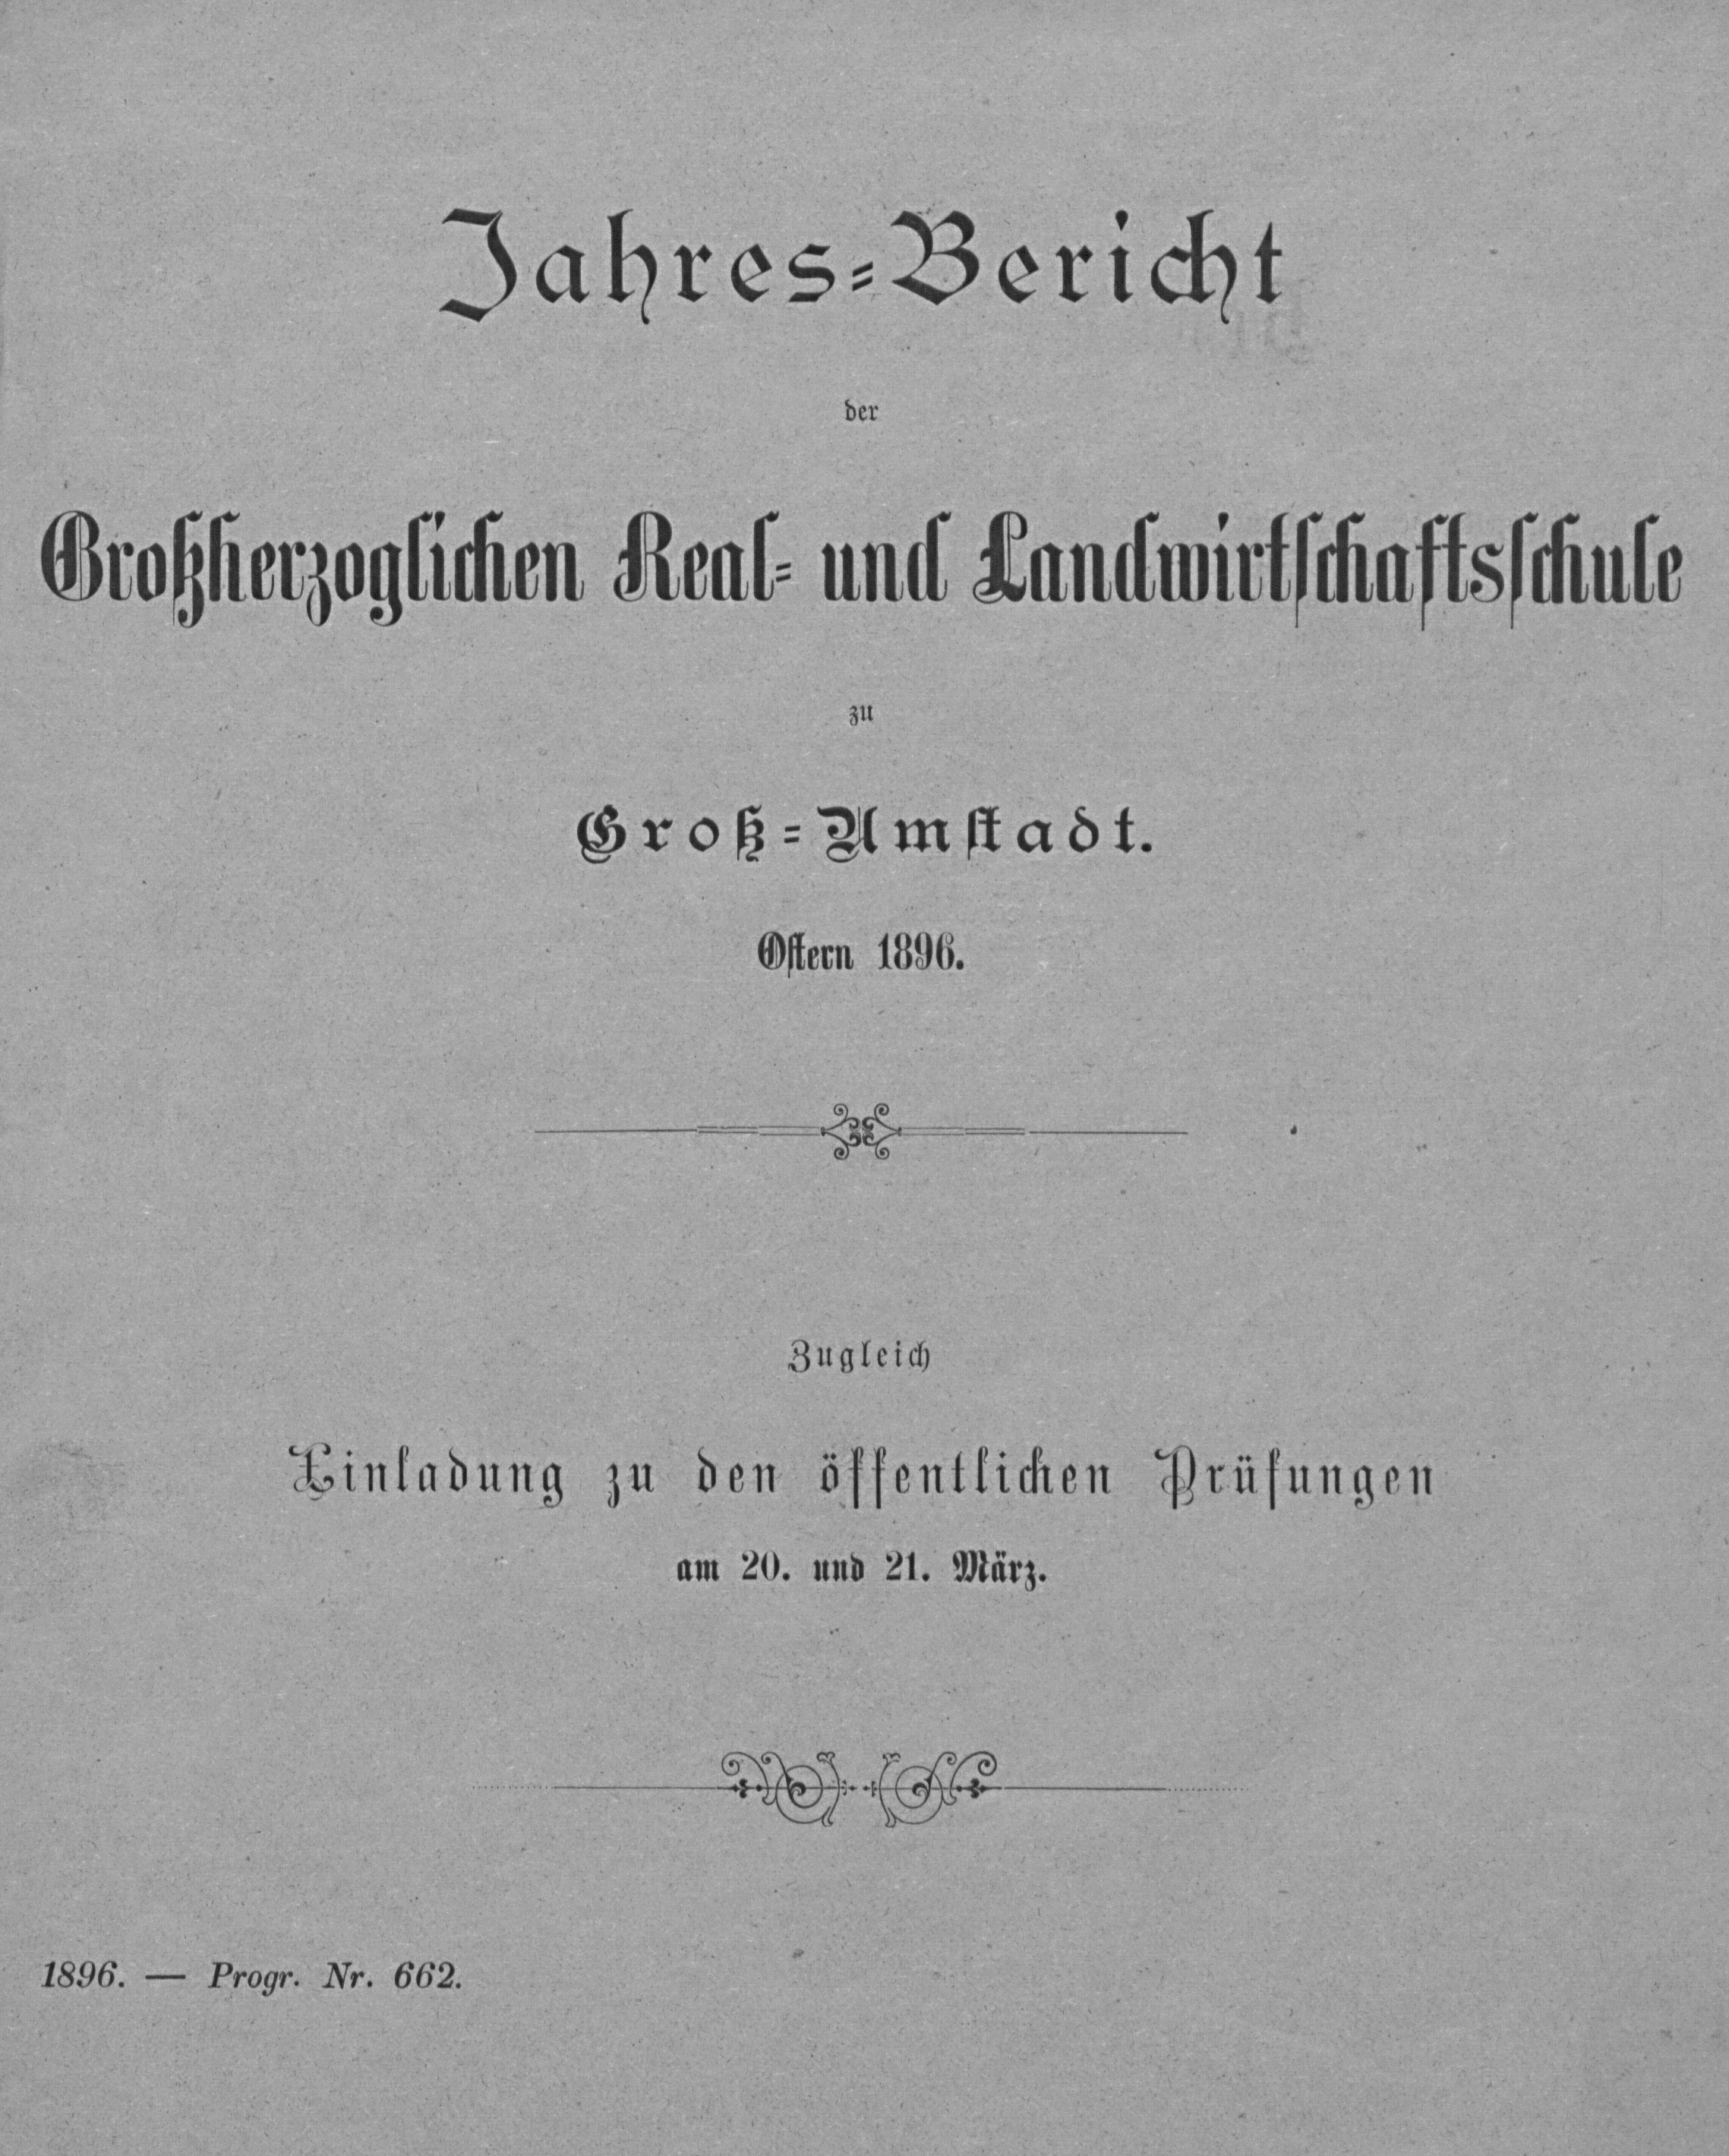 Jahres-Bericht
der
Großherzoglichen Real- und Landwirtschaftsschule
zu
Groß-Umstadt.
Ostern 1896.
Zugleich
Einladung zu den öffentlichen Prüfungen
am 20. und 21. März.
1896. — Progr. Nr. 662.